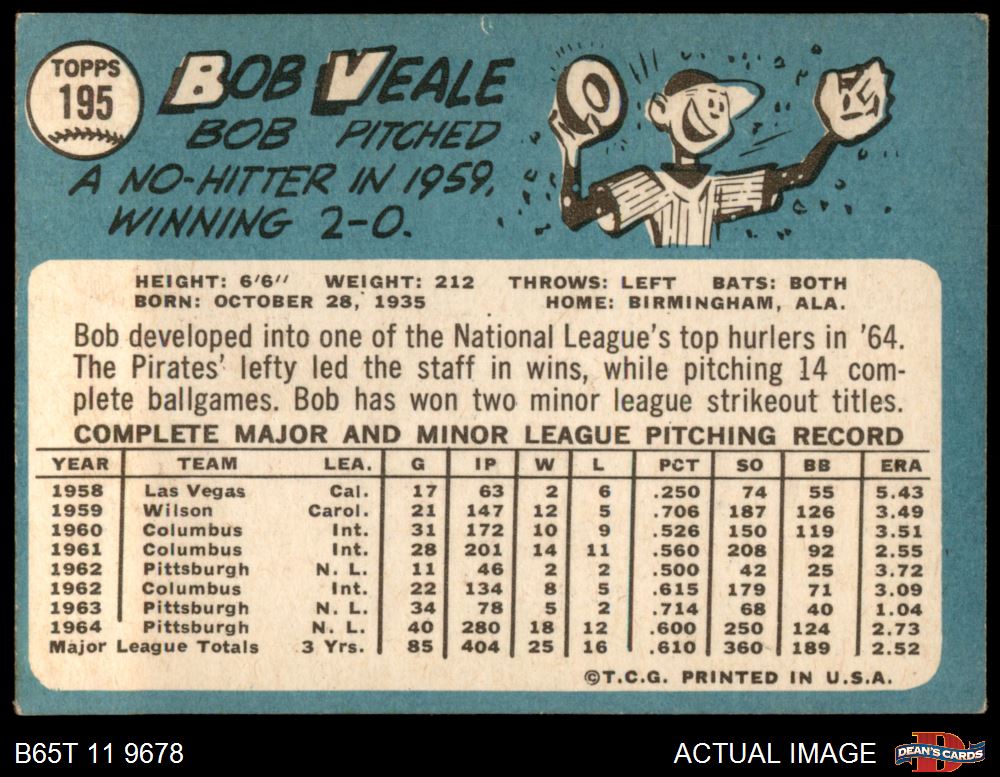 TOPPS
195
BOB VEALE
BOB PITCHED
A NO-HITTER IN 1959,
WINNING 2-0.
HEIGHT: 6'6" WEIGHT: 212 THROWS: LEFT BATS: BOTH
BORN: OCTOBER 28, 1935 HOME: BIRMINGHAM, ALA.
Bob developed into one of the National League's top hurlers in '64.
The Pirates' lefty led the staff in wins, while pitching 14 com-
plete ballgames. Bob has won two minor league strikeout titles.
COMPLETE MAJOR AND MINOR LEAGUE PITCHING RECORD
YEAR TEAM LEA. G IP W L PCT SO BB ERA
1958 Las Vegas Cal. 17 63 2 6 .250 74 55 5.43
1959 Wilson Carol. 21 147 12 5 .706 187 126 3.49
1960 Columbus Int. 31 172 10 9 .526 150 119 3.51
1961 Columbus Int. 28 201 14 11 .560 208 92 2.55
1962 Pittsburgh N. L. 11 46 2 2 .500 42 25 3.72
1962 Columbus Int. 22 134 8 5 .615 179 71 3.09
1963 Pittsburgh N. L. 34 78 5 2 .714 68 40 1.04
1964 Pittsburgh N. L. 40 280 18 12 .600 250 124 2.73
Major League Totals 3 Yrs. 85 404 25 16 .610 360 189 2.52
©T.C.G. PRINTED IN U.S.A.
B65T 11 9678 ACTUAL IMAGE DEAN'S CARDS